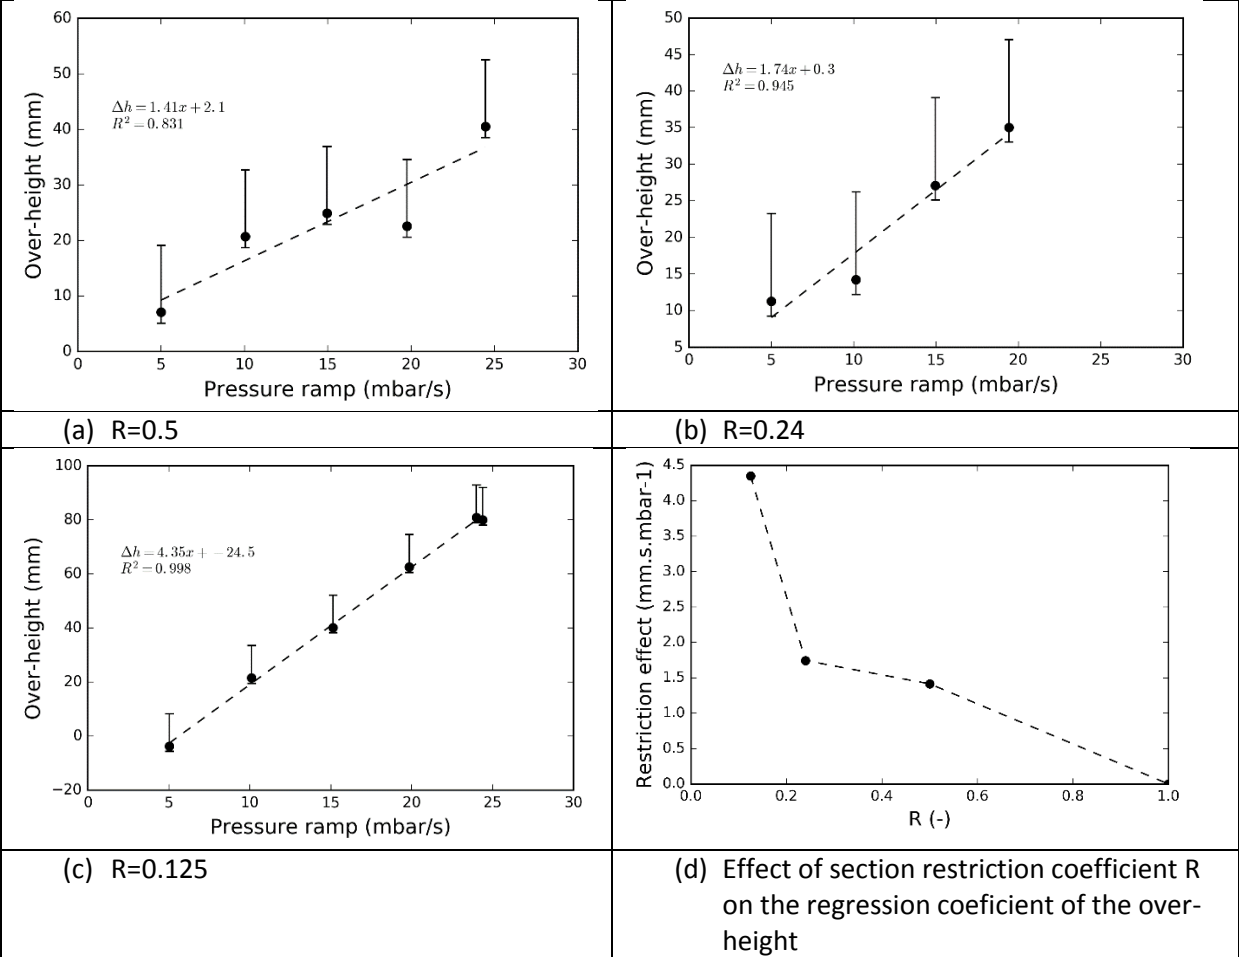 60
50
40
30
20
10
0
Over-height (mm)
Δh=1.41x+2.1
R²=0.831
0 5 10 15 20 25 30
Pressure ramp (mbar/s)
(a) R=0.5
50
45
40
35
30
25
20
15
10
5
Over-height (mm)
Δh=1.74x+0.3
R²=0.945
0 5 10 15 20 25 30
Pressure ramp (mbar/s)
(b) R=0.24
100
80
60
40
20
0
−20
Over-height (mm)
Δh=4.35x+−24.5
R²=0.998
0 5 10 15 20 25 30
Pressure ramp (mbar/s)
(c) R=0.125
4.5
4.0
3.5
3.0
2.5
2.0
1.5
1.0
0.5
0.0
Restriction effect (mm.s.mbar-1)
0.0 0.2 0.4 0.6 0.8 1.0
R (-)
(d) Effect of section restriction coefficient R
on the regression coeficient of the over-
height